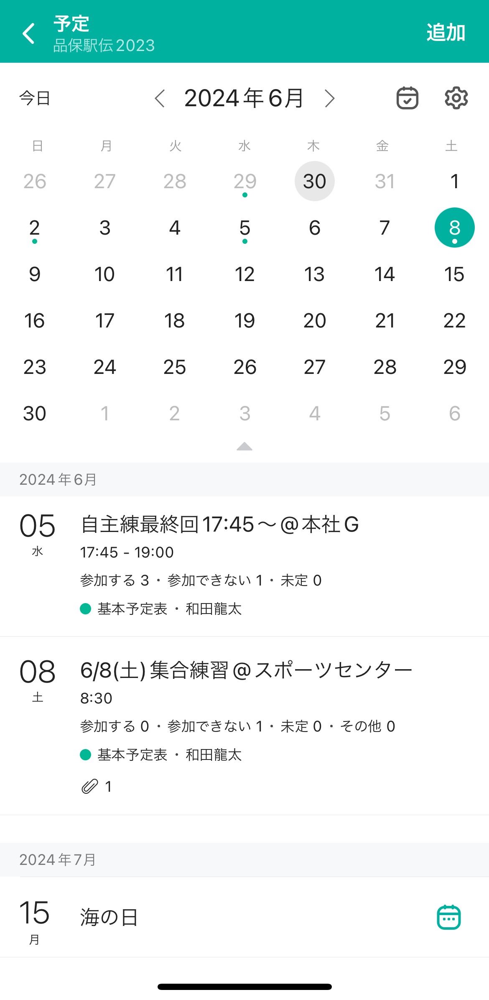 予定
品保駅伝2023
追加
今日
2024年6月
日 月 火 水 木 金 土
26 27 28 29 30 31 1
2 3 4 5 6 7 8
9 10 11 12 13 14 15
16 17 18 19 20 21 22
23 24 25 26 27 28 29
30 1 2 3 4 5 6
2024年6月
05
水
自主練最終回17:45～@本社G
17:45 - 19:00
参加する 3 ・ 参加できない 1 ・ 未定 0
基本予定表 ・ 和田龍太
08
土
6/8(土)集合練習@スポーツセンター
8:30
参加する 0 ・ 参加できない 1 ・ 未定 0 ・ その他 0
基本予定表 ・ 和田龍太
1
2024年7月
15
月
海の日